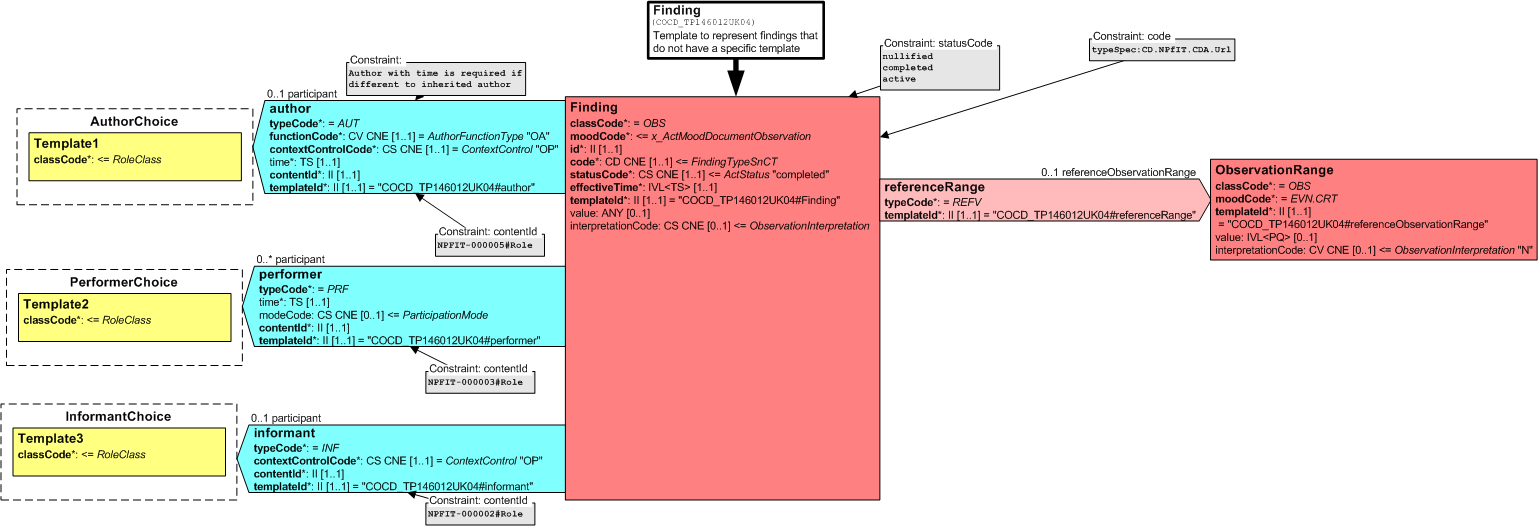 Finding
(COCD_TP146012UK04)
Template to represent findings that
do not have a specific template
Constraint: statusCode
nullified
completed
active
Constraint: code
typeSpec:CD.NPfIT.CDA.Url
Constraint:
Author with time is required if
different to inherited author
0..1 participant
AuthorChoice
Template1
classCode*: <= RoleClass
author
typeCode*: = AUT
functionCode*: CV CNE [1..1] = AuthorFunctionType "OA"
contextControlCode*: CS CNE [1..1] = ContextControl "OP"
time*: TS [1..1]
contentId*: II [1..1]
templateId*: II [1..1] = "COCD_TP146012UK04#author"
Constraint: contentId
NPFIT-000005#Role
Finding
classCode*: = OBS
moodCode*: <= x_ActMoodDocumentObservation
id*: II [1..1]
code*: CD CNE [1..1] <= FindingTypeSnCT
statusCode*: CS CNE [1..1] <= ActStatus "completed"
effectiveTime*: IVL<TS> [1..1]
templateId*: II [1..1] = "COCD_TP146012UK04#Finding"
value: ANY [0..1]
interpretationCode: CS CNE [0..1] <= ObservationInterpretation
0..1 referenceObservationRange
referenceRange
typeCode*: = REFV
templateId*: II [1..1] = "COCD_TP146012UK04#referenceRange"
ObservationRange
classCode*: = OBS
moodCode*: = EVN.CRT
templateId*: II [1..1]
= "COCD_TP146012UK04#referenceObservationRange"
value: IVL<PQ> [0..1]
interpretationCode: CV CNE [0..1] <= ObservationInterpretation "N"
0..* participant
PerformerChoice
Template2
classCode*: <= RoleClass
performer
typeCode*: = PRF
time*: TS [1..1]
modeCode: CS CNE [0..1] <= ParticipationMode
contentId*: II [1..1]
templateId*: II [1..1] = "COCD_TP146012UK04#performer"
Constraint: contentId
NPFIT-000003#Role
0..1 participant
InformantChoice
Template3
classCode*: <= RoleClass
informant
typeCode*: = INF
contextControlCode*: CS CNE [1..1] = ContextControl "OP"
contentId*: II [1..1]
templateId*: II [1..1] = "COCD_TP146012UK04#informant"
Constraint: contentId
NPFIT-000002#Role